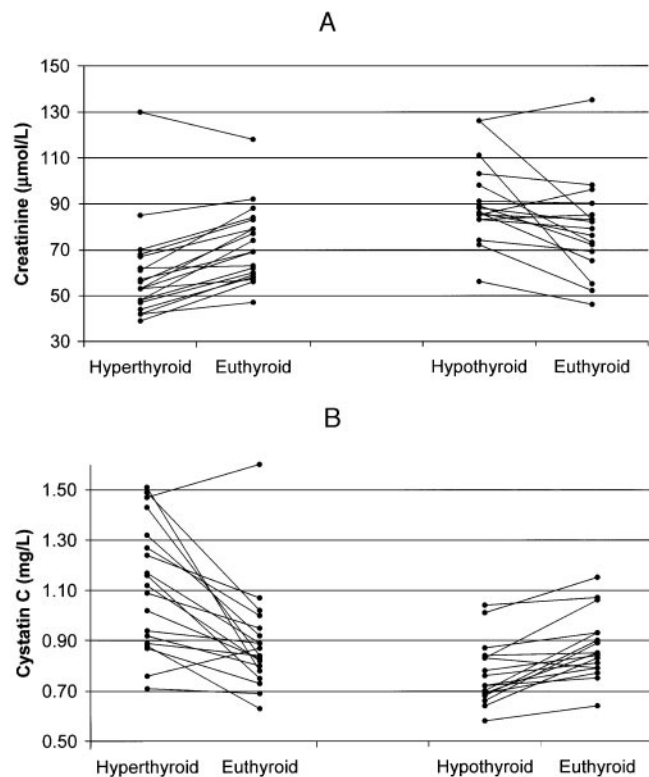 A
150
130
110
90
70
50
30
Creatinine (µmol/L)
Hyperthyroid Euthyroid Hypothyroid Euthyroid
B
1.50
1.30
1.10
0.90
0.70
0.50
Cystatin C (mg/L)
Hyperthyroid Euthyroid Hypothyroid Euthyroid